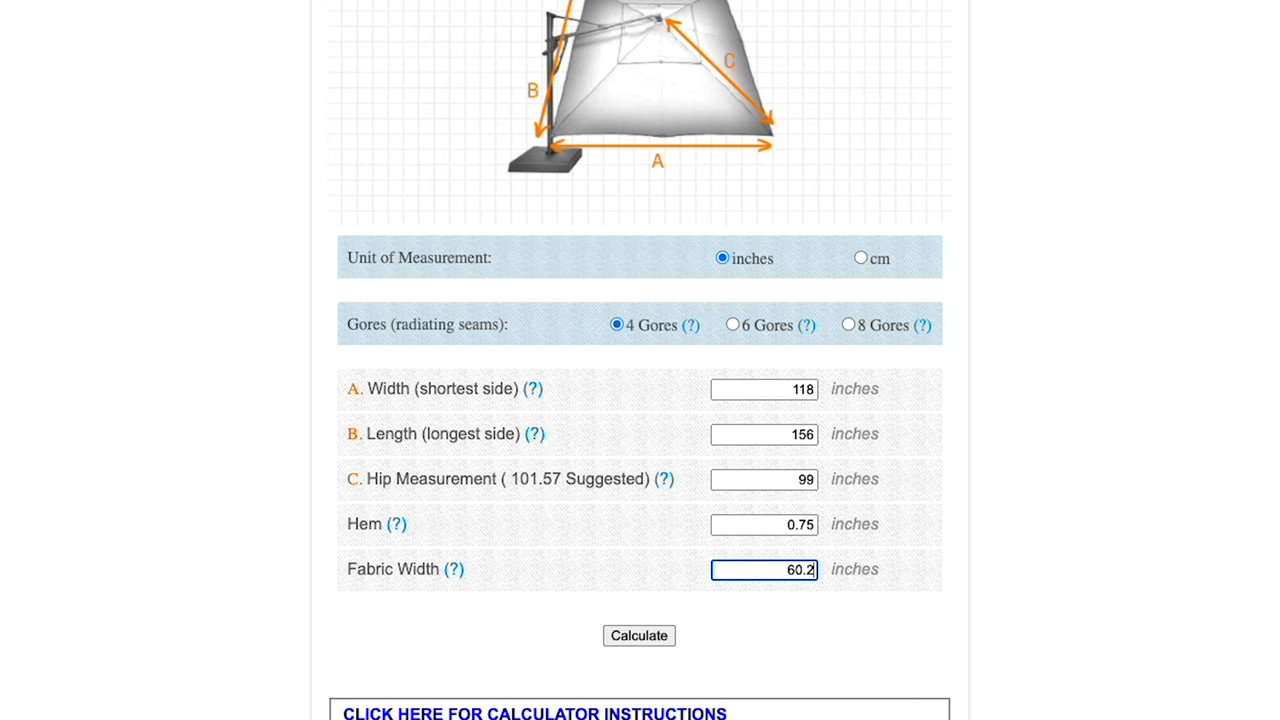 B
C
A
Unit of Measurement: inches cm
Gores (radiating seams): 4 Gores (?) 6 Gores (?) 8 Gores (?)
A. Width (shortest side) (?) 118 inches
B. Length (longest side) (?) 156 inches
C. Hip Measurement ( 101.57 Suggested) (?) 99 inches
Hem (?) 0.75 inches
Fabric Width (?) 60.2 inches
Calculate
CLICK HERE FOR CALCULATOR INSTRUCTIONS